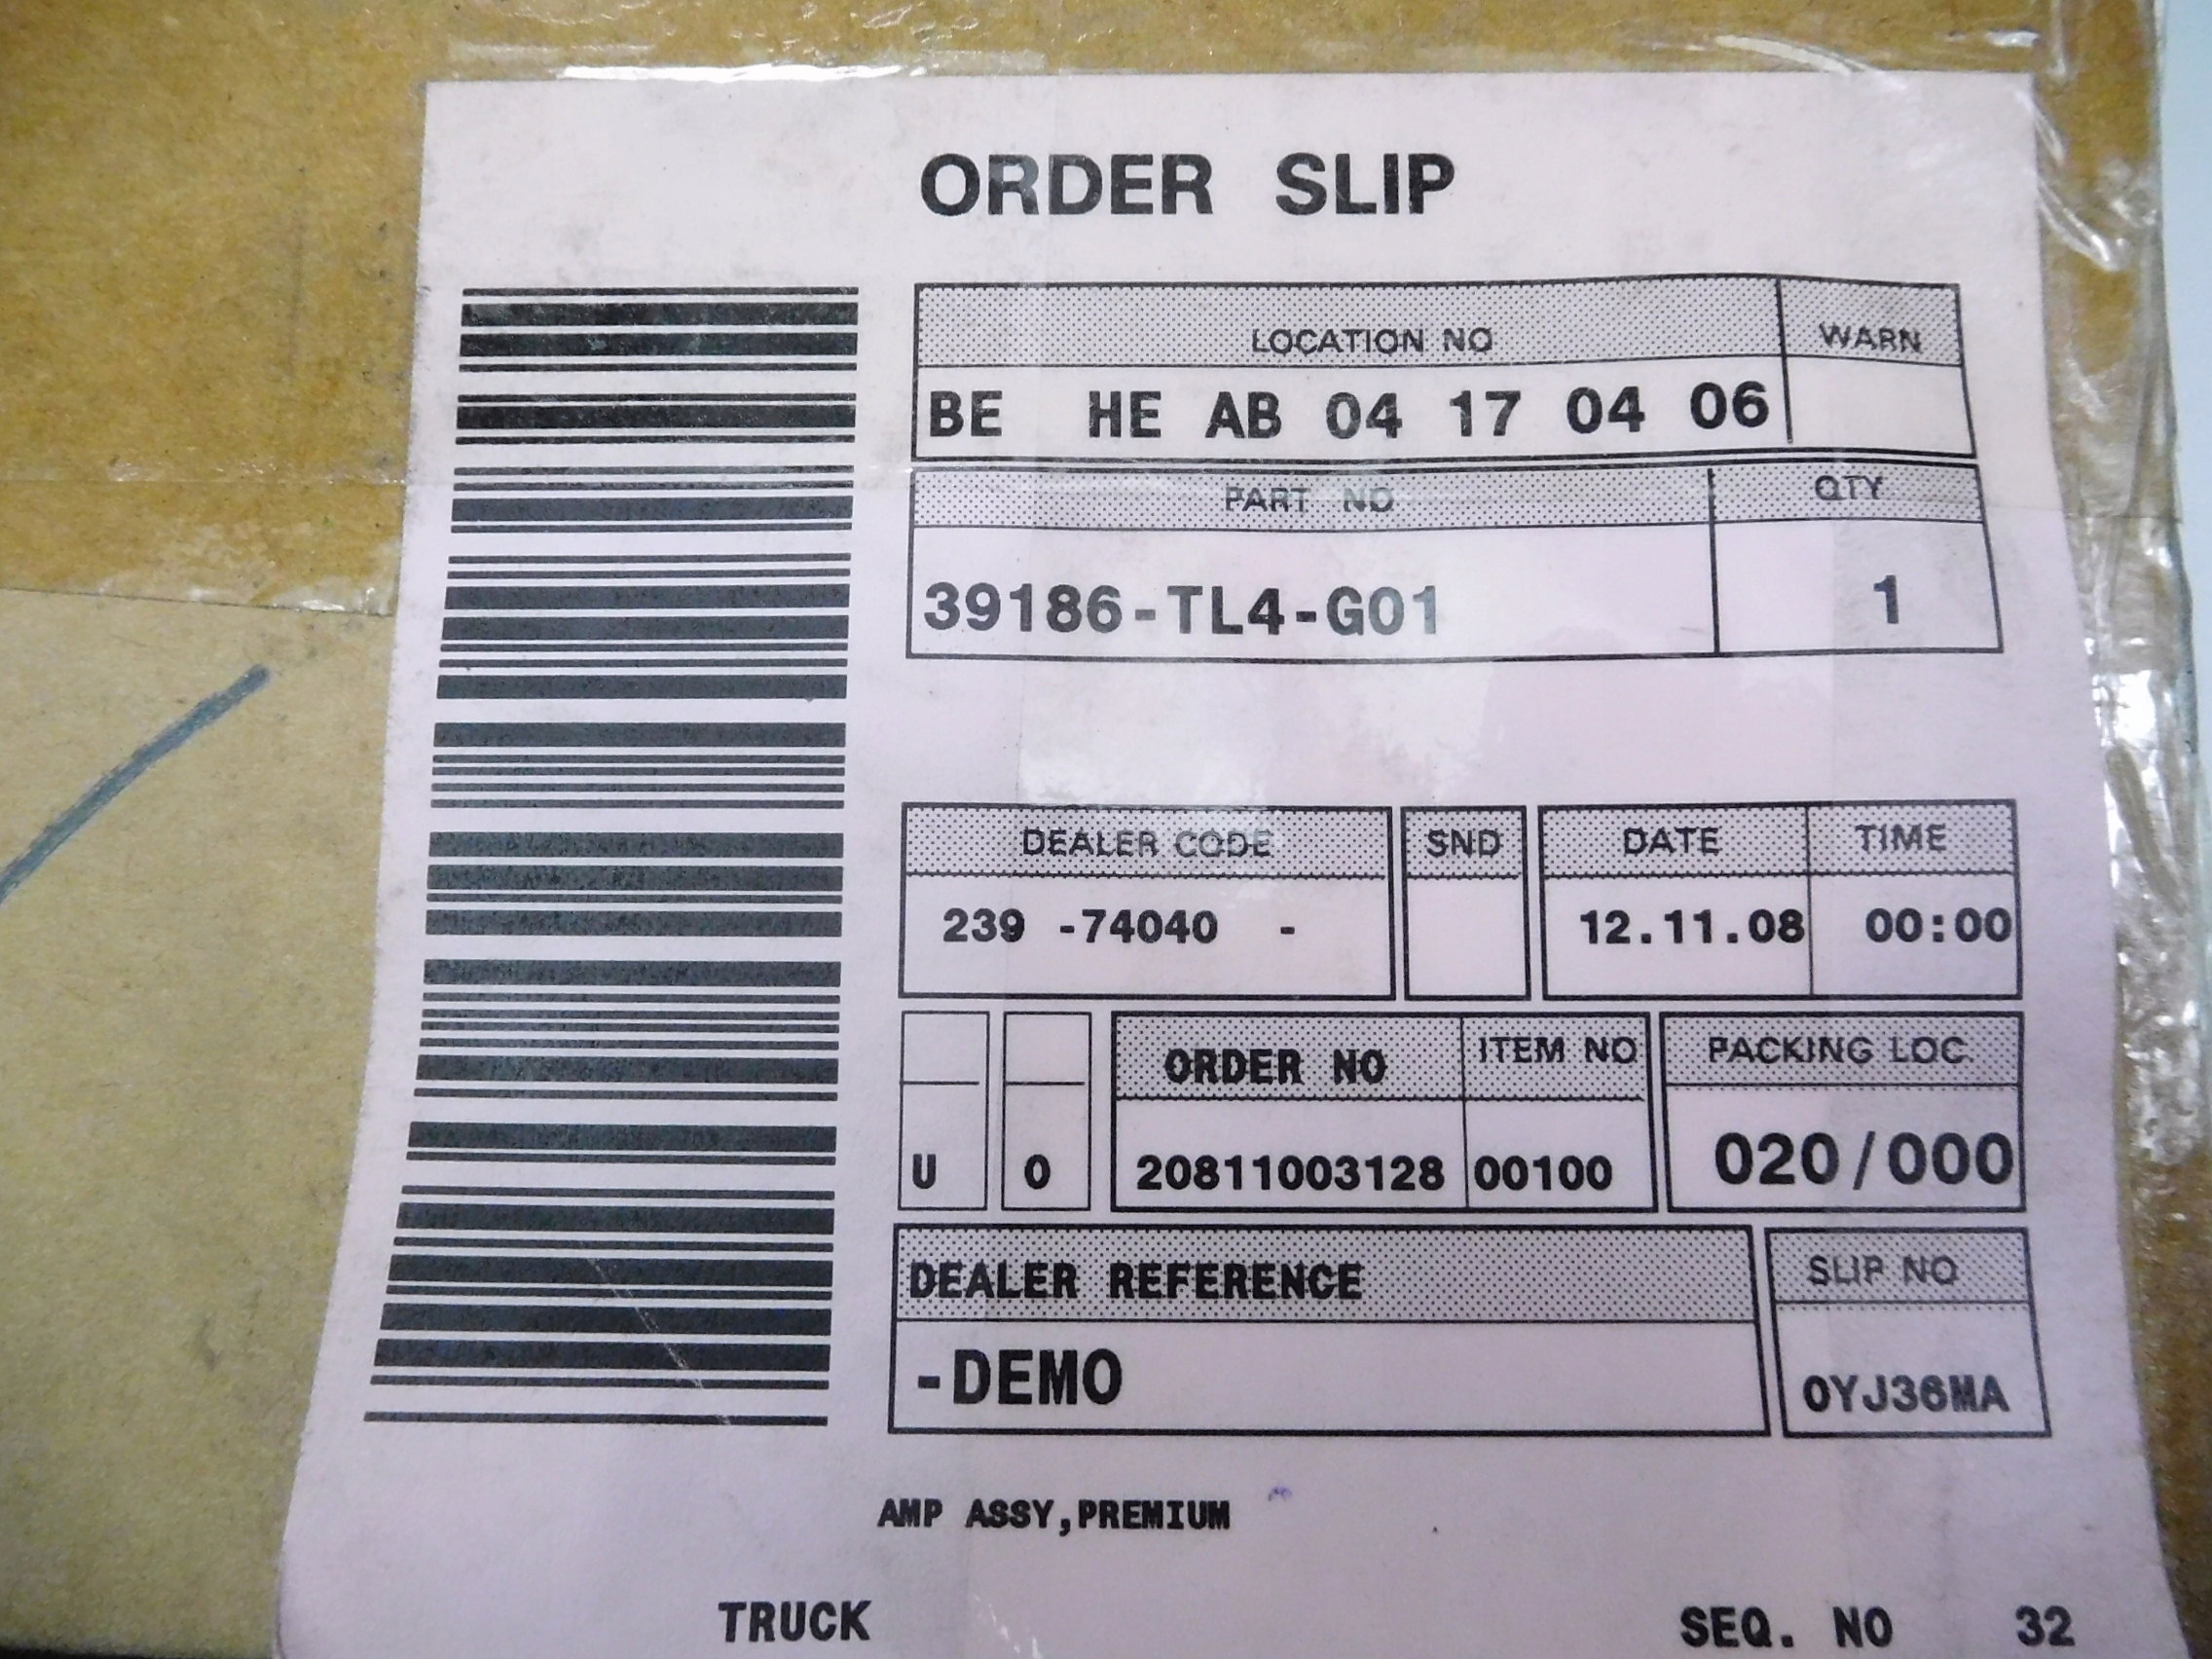 ORDER SLIP
LOCATION NO WARN
BE HE AB 04 17 04 06
PART NO QTY
39186-TL4-G01 1
DEALER CODE SND DATE TIME
239 -74040 - 12.11.08 00:00
ORDER NO ITEM NO PACKING LOC
U 0 20811003128 00100 020/000
DEALER REFERENCE SLIP NO
-DEMO 0YJ36MA
AMP ASSY,PREMIUM
TRUCK SEQ. NO 32